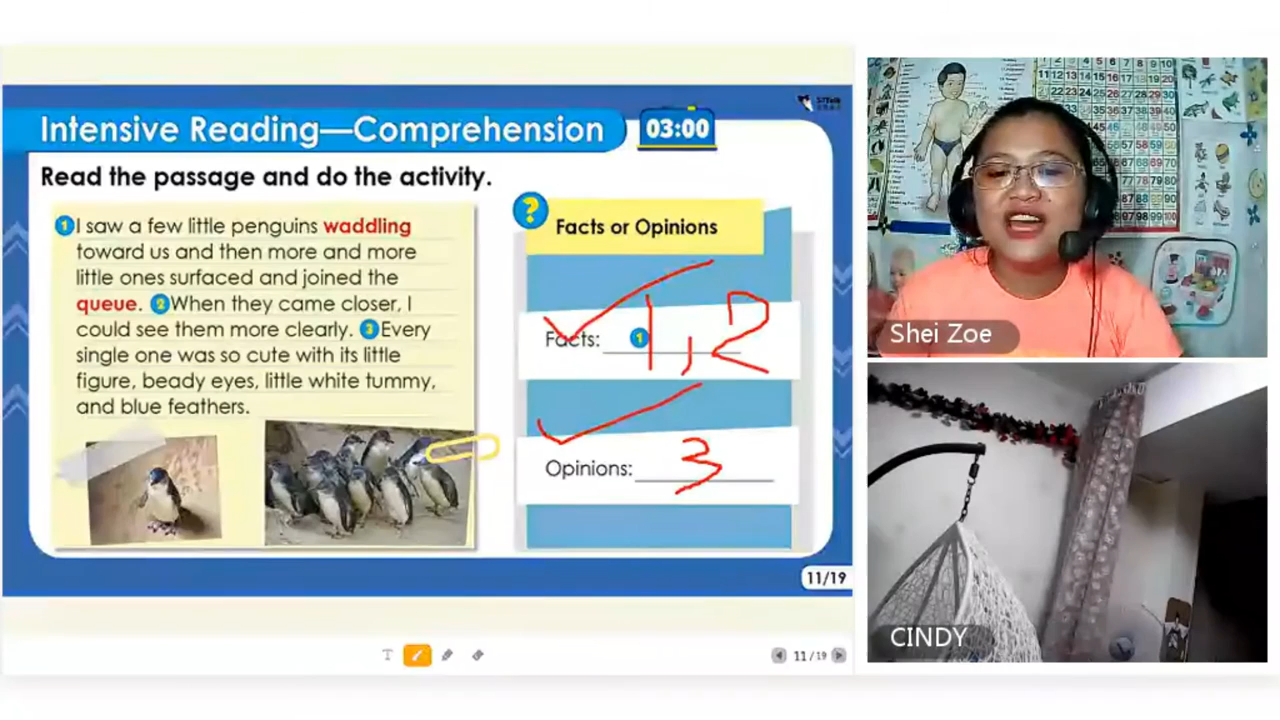 Intensive Reading—Comprehension
03:00
Read the passage and do the activity.
1 I saw a few little penguins waddling
toward us and then more and more
little ones surfaced and joined the
queue. 2 When they came closer, I
could see them more clearly. 3 Every
single one was so cute with its little
figure, beady eyes, little white tummy,
and blue feathers.
?
Facts or Opinions
Facts: 1 1, 2
Opinions: 3
11/19
T
11/19
Shei Zoe
CINDY